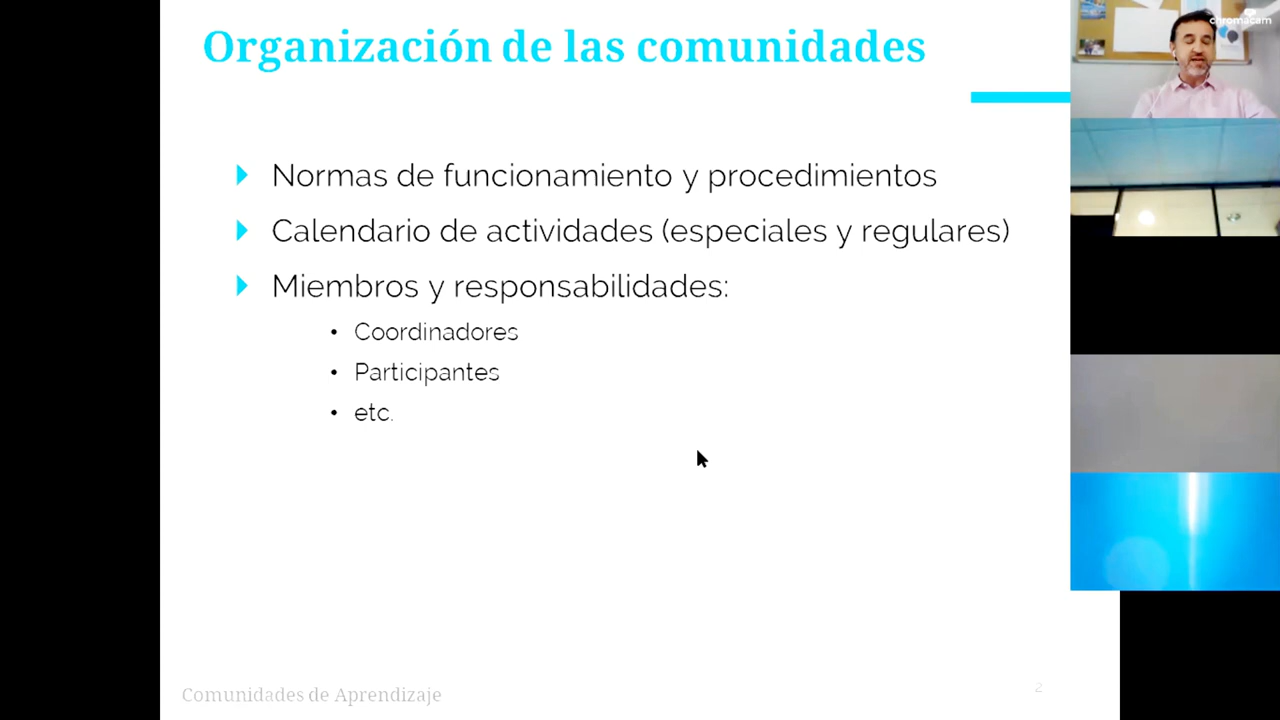 Organización de las comunidades
chromacam
Normas de funcionamiento y procedimientos
Calendario de actividades (especiales y regulares)
Miembros y responsabilidades:
• Coordinadores
• Participantes
• etc.
Comunidades de Aprendizaje
2